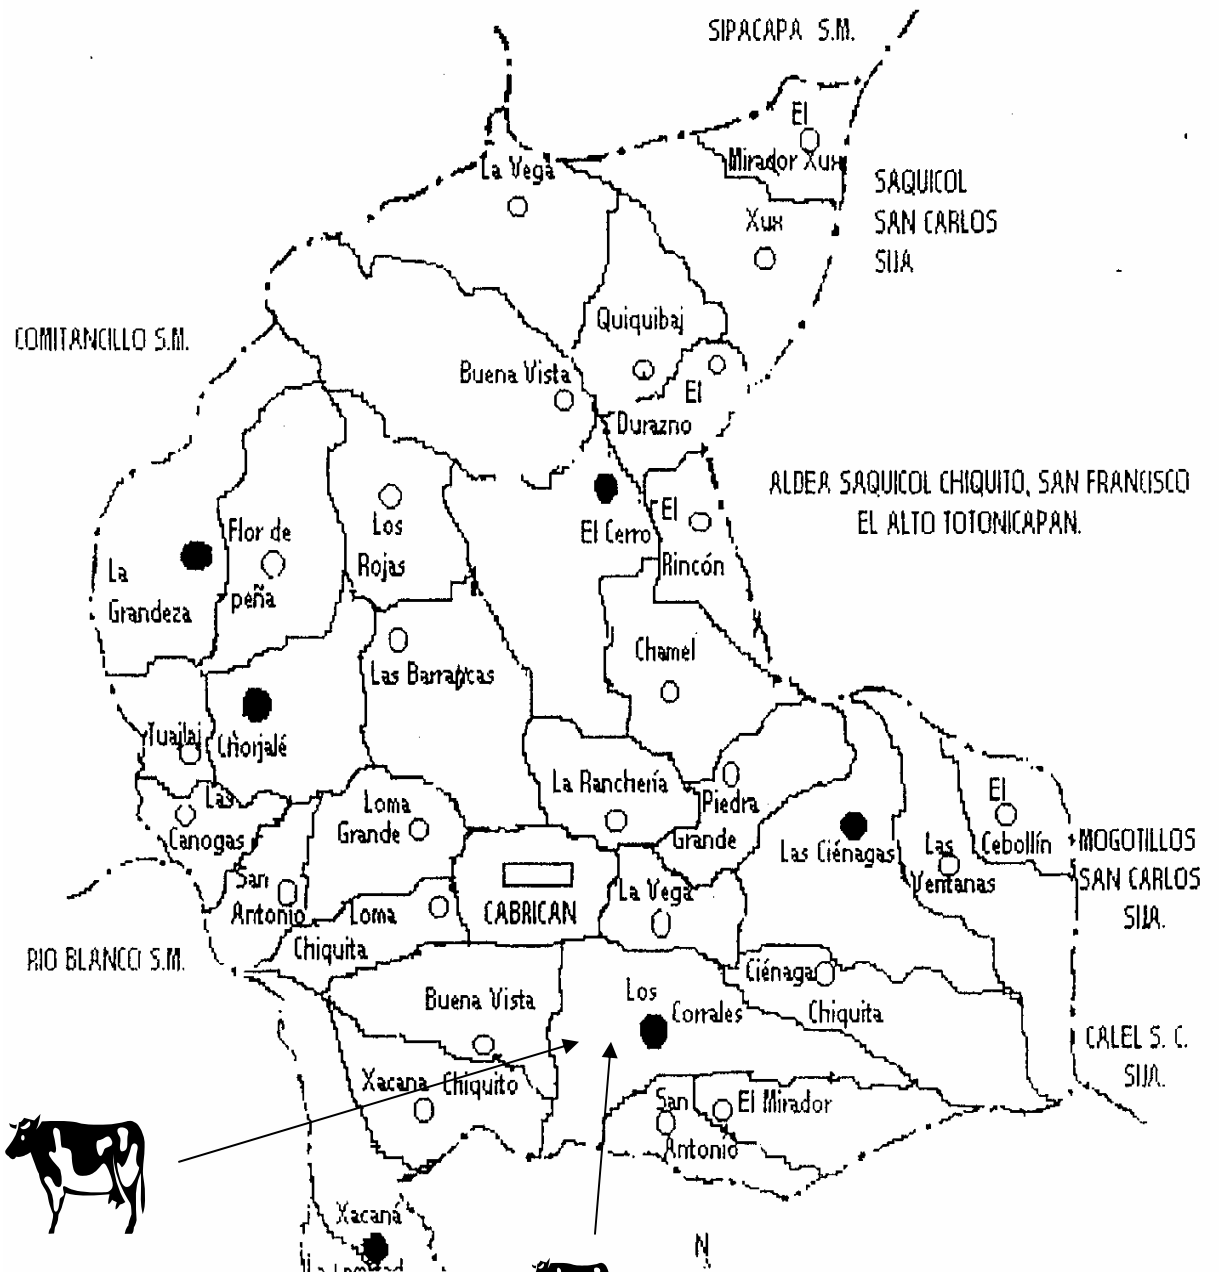 SIPACAPA S.M.
El
Mirador Xux
La Vega
SAQUICOL
SAN CARLOS
SIJA
Xux
COMITANCILLO S.M.
Quiquibaj
Buena Vista
El
Durazno
ALDEA SAQUICOL CHIQUITO, SAN FRANCISCO
EL ALTO TOTONICAPAN.
El
Rincón
El Cerro
Los
Rojas
Flor de
peña
La
Grandeza
Chamel
Las Barrancas
Tuailaj
Chorjalé
La Ranchería
Piedra
Grande
El
Cebollín
Las
Canogas
Loma
Grande
Las Ciénagas
Las
Ventanas
MOGOTILLOS
SAN CARLOS
SIJA.
San
Antonio
Loma
Chiquita
CABRICAN
La Vega
RIO BLANCO S.M.
Ciénaga
Chiquita
Buena Vista
Los
Corrales
CALEL S. C.
SIJA.
Xacana Chiquito
San
Antonio
El Mirador
Xacaná
N